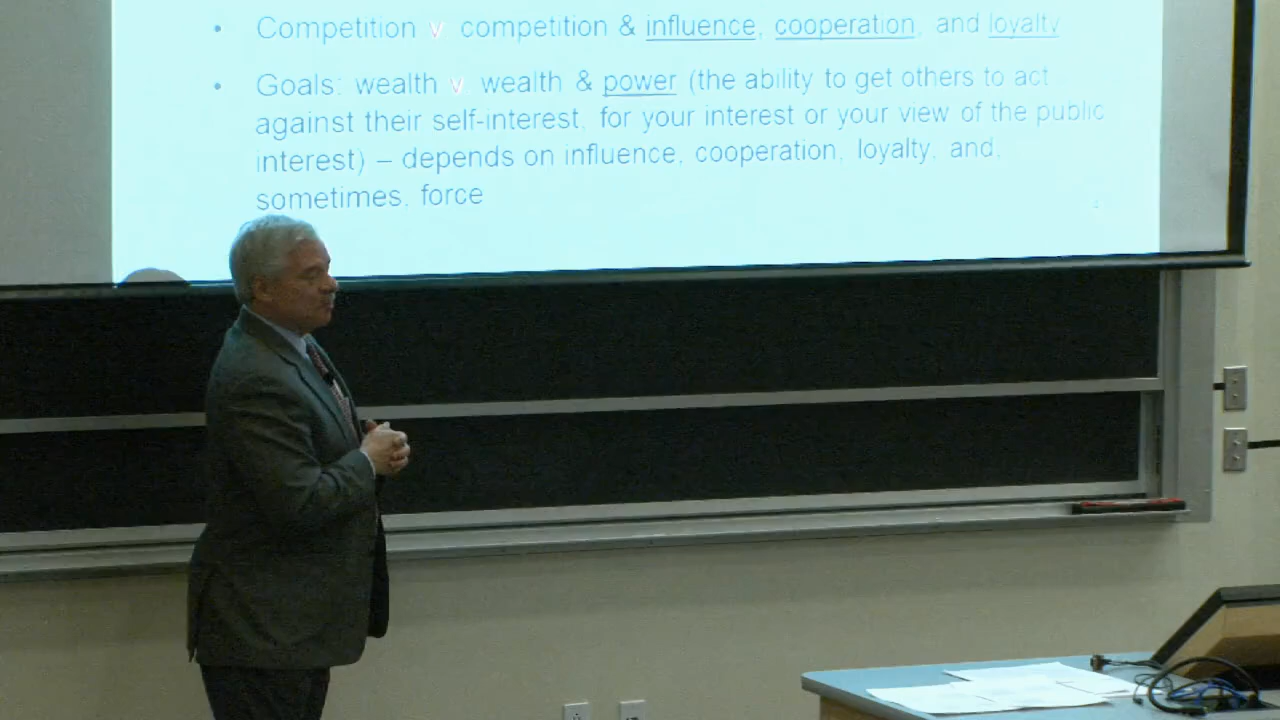 • Competition v competition & influence, cooperation, and loyalty
• Goals: wealth v. wealth & power (the ability to get others to act
against their self-interest, for your interest or your view of the public
interest) – depends on influence, cooperation, loyalty, and,
sometimes, force